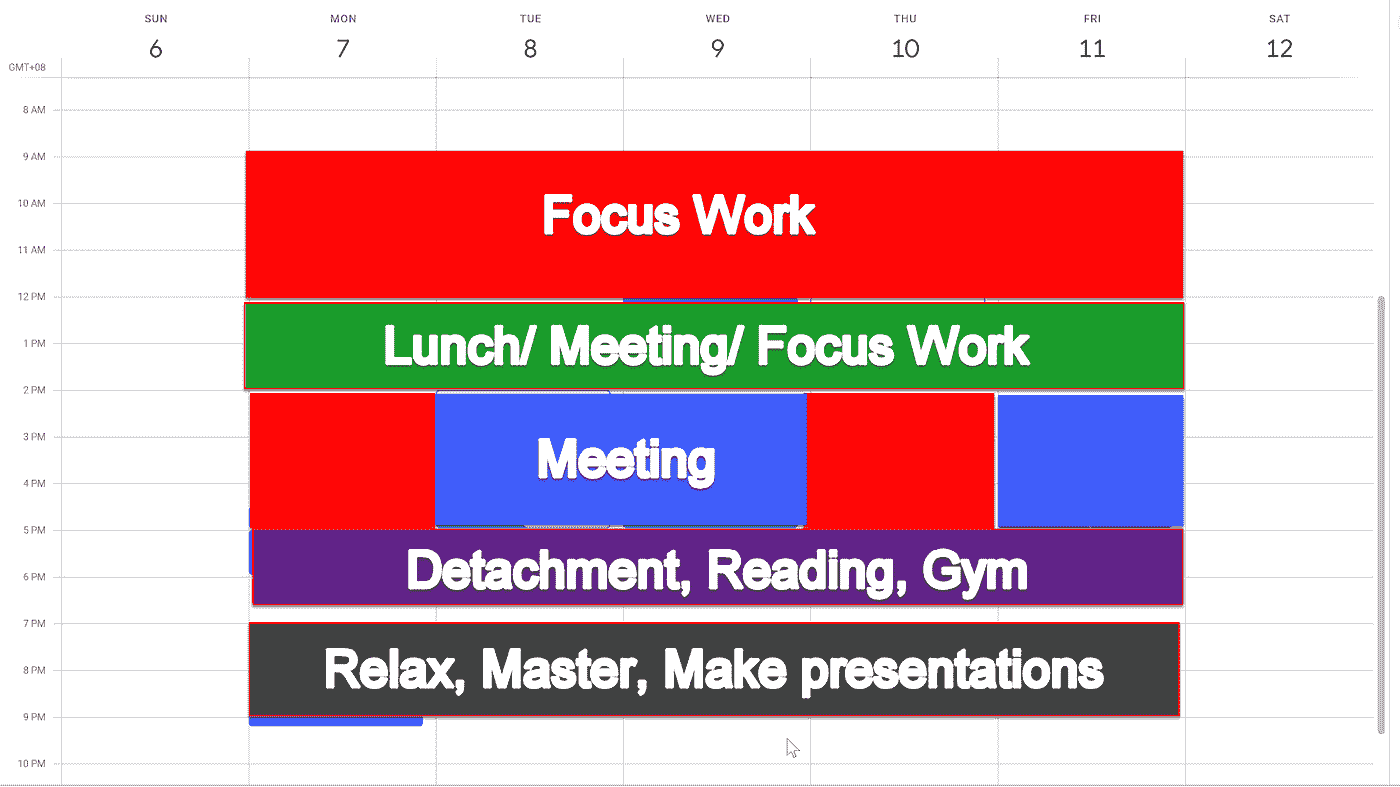 SUN MON TUE WED THU FRI SAT
6 7 8 9 10 11 12
GMT+08
8 AM
9 AM
10 AM
Focus Work
11 AM
12 PM
Lunch/ Meeting/ Focus Work
1 PM
2 PM
3 PM
Meeting
4 PM
5 PM
Detachment, Reading, Gym
6 PM
7 PM
Relax, Master, Make presentations
8 PM
9 PM
10 PM